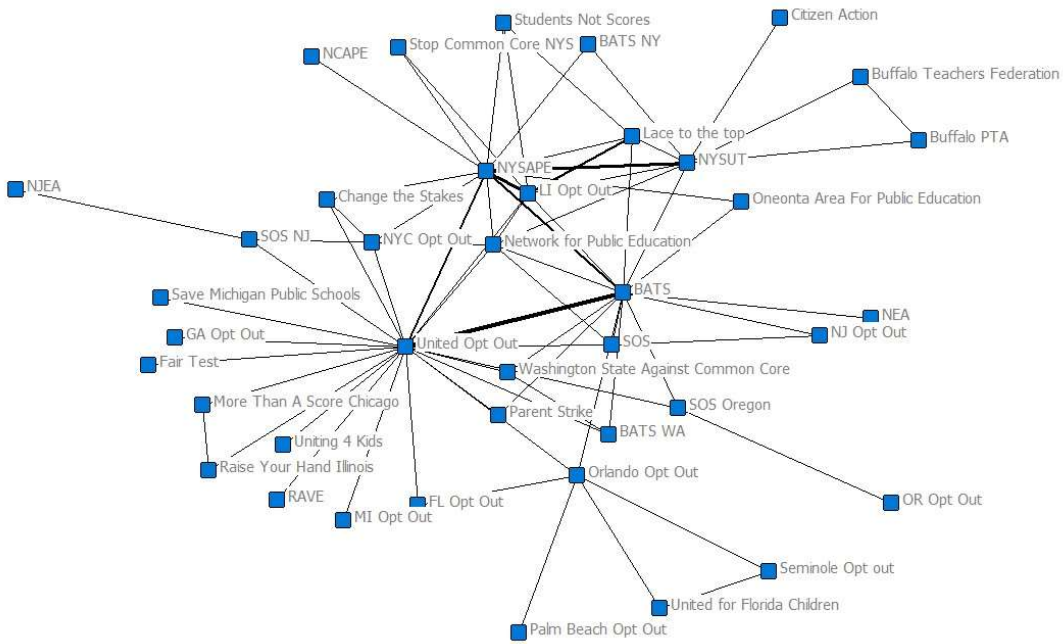 Citizen Action
Students Not Scores
Stop Common Core NYS
BATS NY
NCAPE
Buffalo Teachers Federation
Lace to the top
Buffalo PTA
NYSUT
NYSAPE
NJEA
LI Opt Out
Change the Stakes
Oneonta Area For Public Education
SOS NJ
NYC Opt Out
Network for Public Education
BATS
Save Michigan Public Schools
NEA
NJ Opt Out
GA Opt Out
United Opt Out
SOS
Fair Test
Washington State Against Common Core
More Than A Score Chicago
SOS Oregon
Parent Strike
BATS WA
Uniting 4 Kids
Raise Your Hand Illinois
Orlando Opt Out
RAVE
FL Opt Out
OR Opt Out
MI Opt Out
Seminole Opt out
United for Florida Children
Palm Beach Opt Out